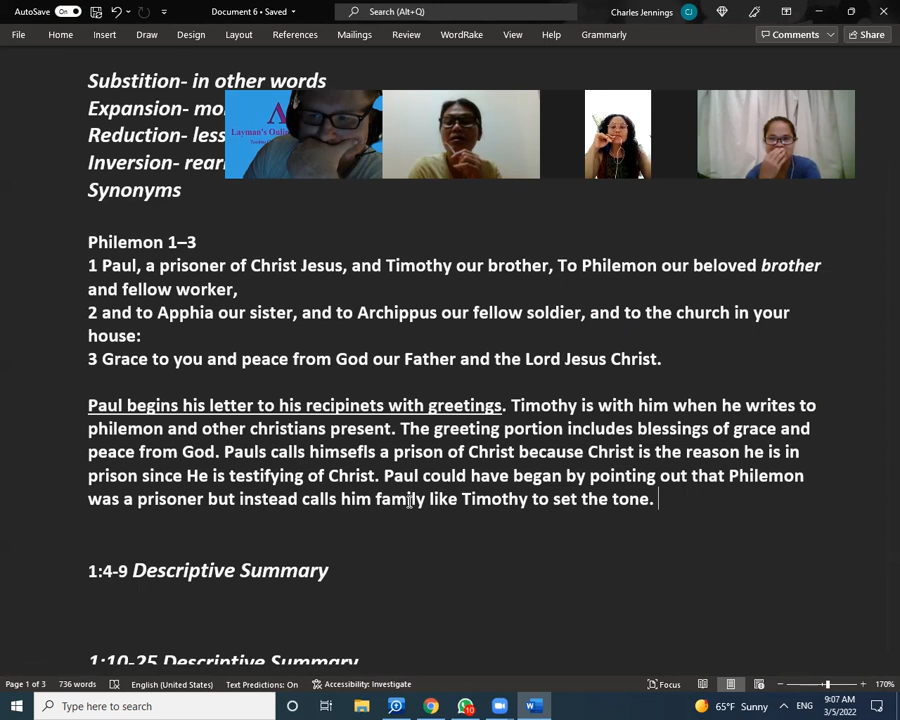 AutoSave On Document 6 • Saved Search (Alt+Q) Charles Jennings CJ
File Home Insert Draw Design Layout References Mailings Review WordRake View Help Grammarly Comments Share
Substition- in other words
Expansion- mo
Reduction- less
Inversion- rear
Synonyms
Layman's Onlin
Philemon 1–3
1 Paul, a prisoner of Christ Jesus, and Timothy our brother, To Philemon our beloved brother
and fellow worker,
2 and to Apphia our sister, and to Archippus our fellow soldier, and to the church in your
house:
3 Grace to you and peace from God our Father and the Lord Jesus Christ.
Paul begins his letter to his recipinets with greetings. Timothy is with him when he writes to
philemon and other christians present. The greeting portion includes blessings of grace and
peace from God. Pauls calls himsefls a prison of Christ because Christ is the reason he is in
prison since He is testifying of Christ. Paul could have began by pointing out that Philemon
was a prisoner but instead calls him family like Timothy to set the tone.
1:4-9 Descriptive Summary
1:10-25 Descriptive Summary
Page 1 of 3 736 words English (United States) Text Predictions: On Accessibility: Investigate Focus 170%
Type here to search 10 65°F Sunny ENG 9:07 AM
3/5/2022